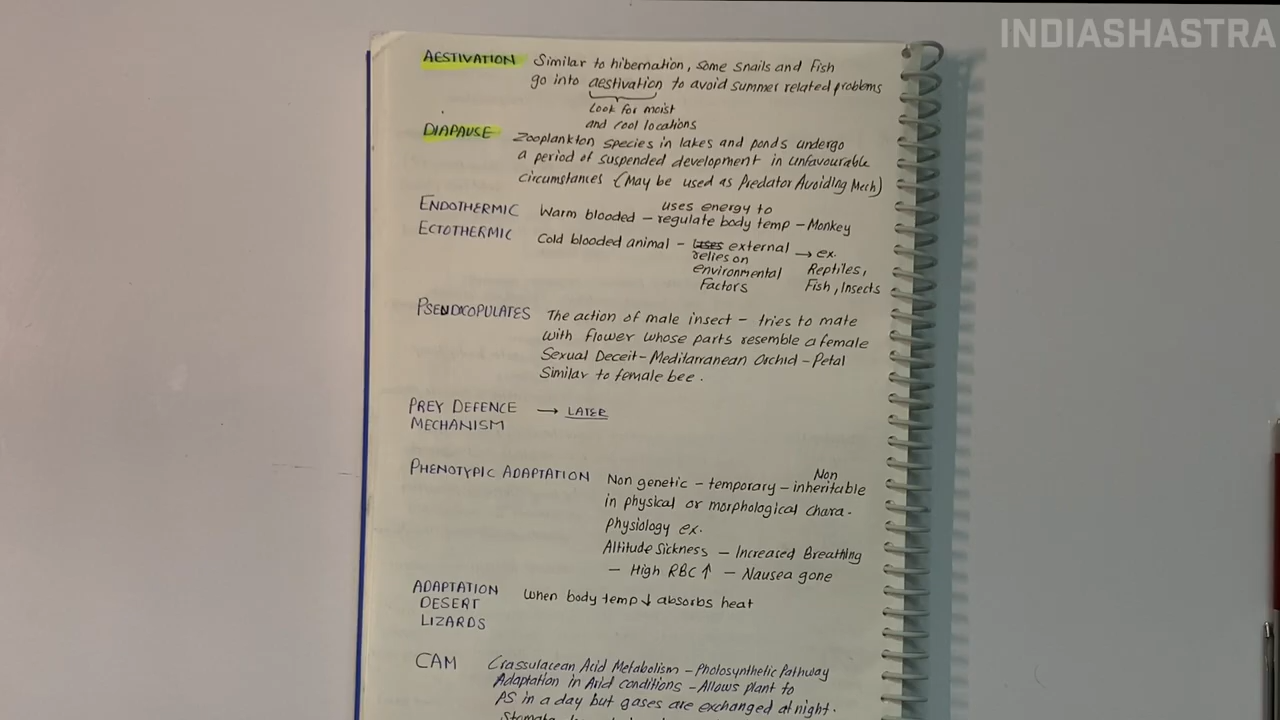 INDIASHASTRA
AESTIVATION Similar to hibernation, some snails and Fish
go into aestivation to avoid summer related problems
Look for moist
and cool locations
DIAPAUSE Zooplankton species in lakes and ponds undergo
a period of suspended development in unfavourable
circumstances (May be used as Predator Avoiding Mech)
ENDOTHERMIC Warm blooded – uses energy to
regulate body temp – Monkey
ECTOTHERMIC Cold blooded animal – uses external → ex.
relies on
environmental Reptiles,
Factors Fish, Insects
PSENDICOPULATES The action of male insect – tries to mate
with flower whose parts resemble a female
Sexual Deceit – Mediterranean Orchid – Petal
Similar to female bee.
PREY DEFENCE → LATER
MECHANISM
PHENOTYPIC ADAPTATION Non genetic – temporary – Non inheritable
in physical or morphological chara.
Physiology ex.
Altitude Sickness – Increased Breathing
– High RBC ↑ – Nausea gone
ADAPTATION When body temp ↓ absorbs heat
DESERT
LIZARDS
CAM Crassulacean Acid Metabolism – Photosynthetic Pathway
Adaptation in Arid conditions – Allows plant to
PS in a day but gases are exchanged at night.